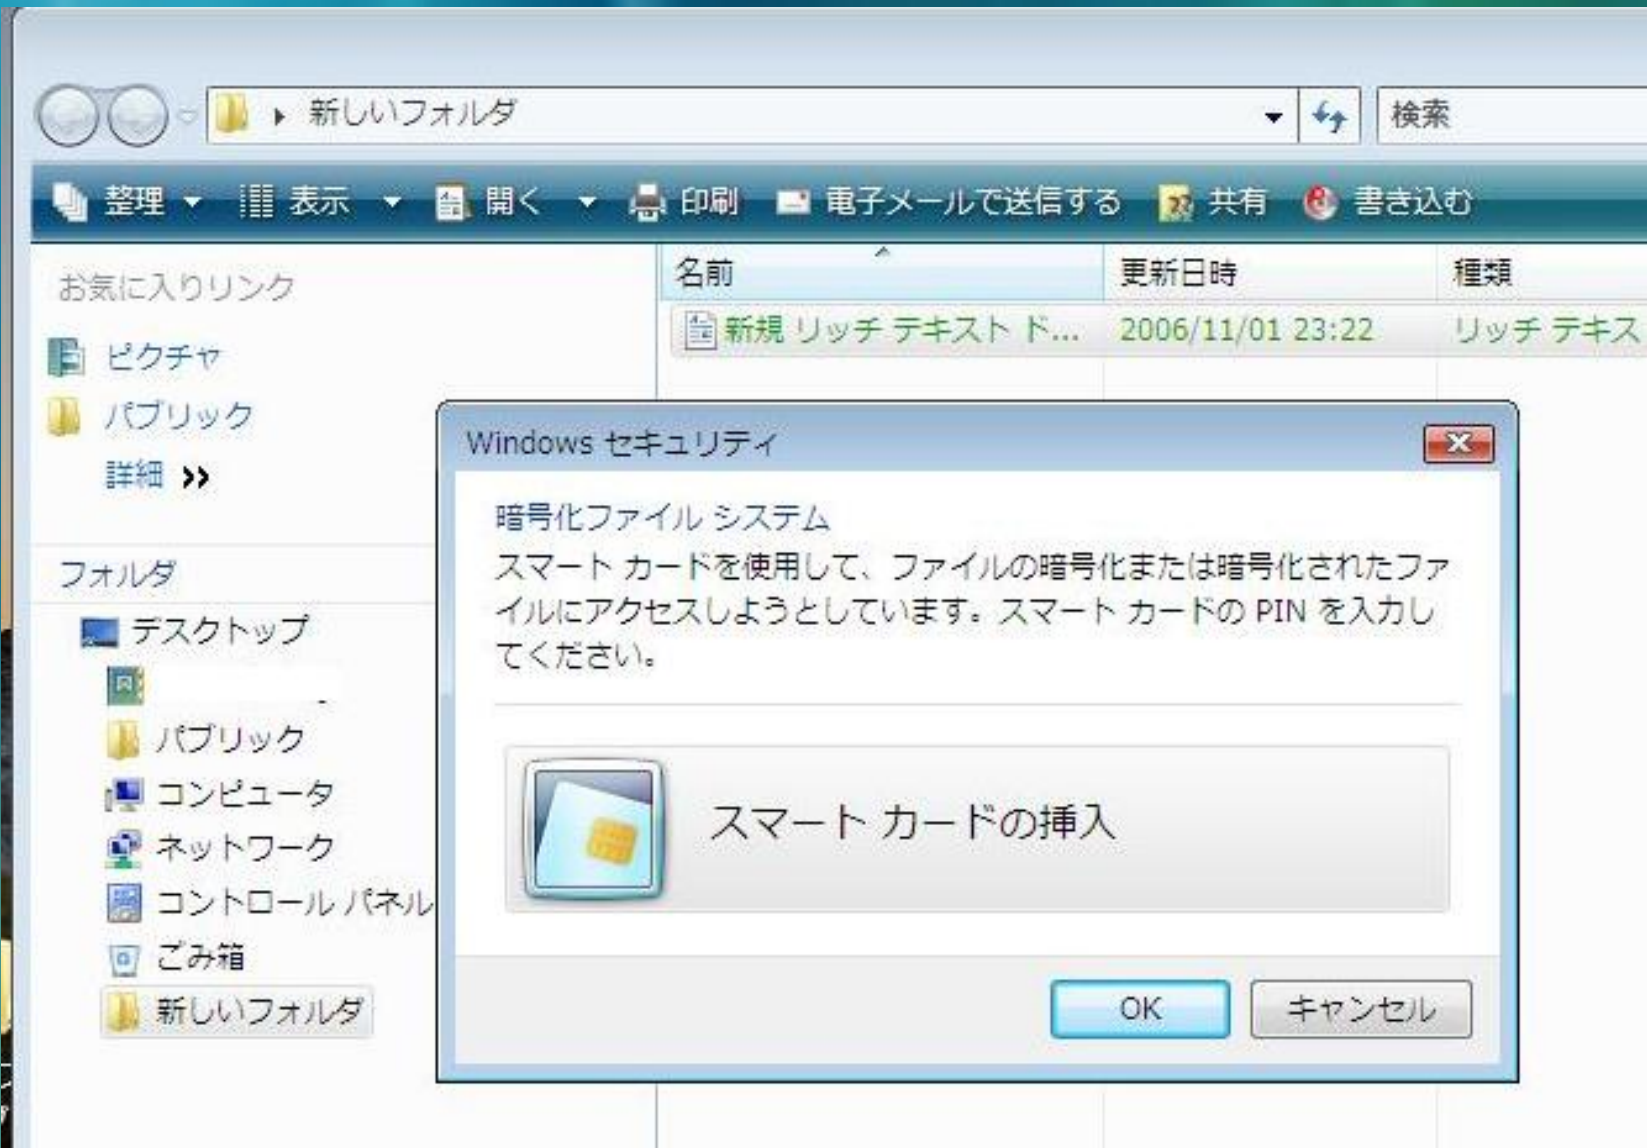 新しいフォルダ
検索
整理 表示 開く 印刷 電子メールで送信する 共有 書き込む
お気に入りリンク
ピクチャ
パブリック
詳細 >>
フォルダ
デスクトップ
パブリック
コンピュータ
ネットワーク
コントロール パネル
ごみ箱
新しいフォルダ
名前 更新日時 種類
新規 リッチ テキスト ド... 2006/11/01 23:22 リッチ テキス
Windows セキュリティ
暗号化ファイル システム
スマート カードを使用して、ファイルの暗号化または暗号化されたファ
イルにアクセスしようとしています。スマート カードの PIN を入力し
てください。
スマート カードの挿入
OK キャンセル